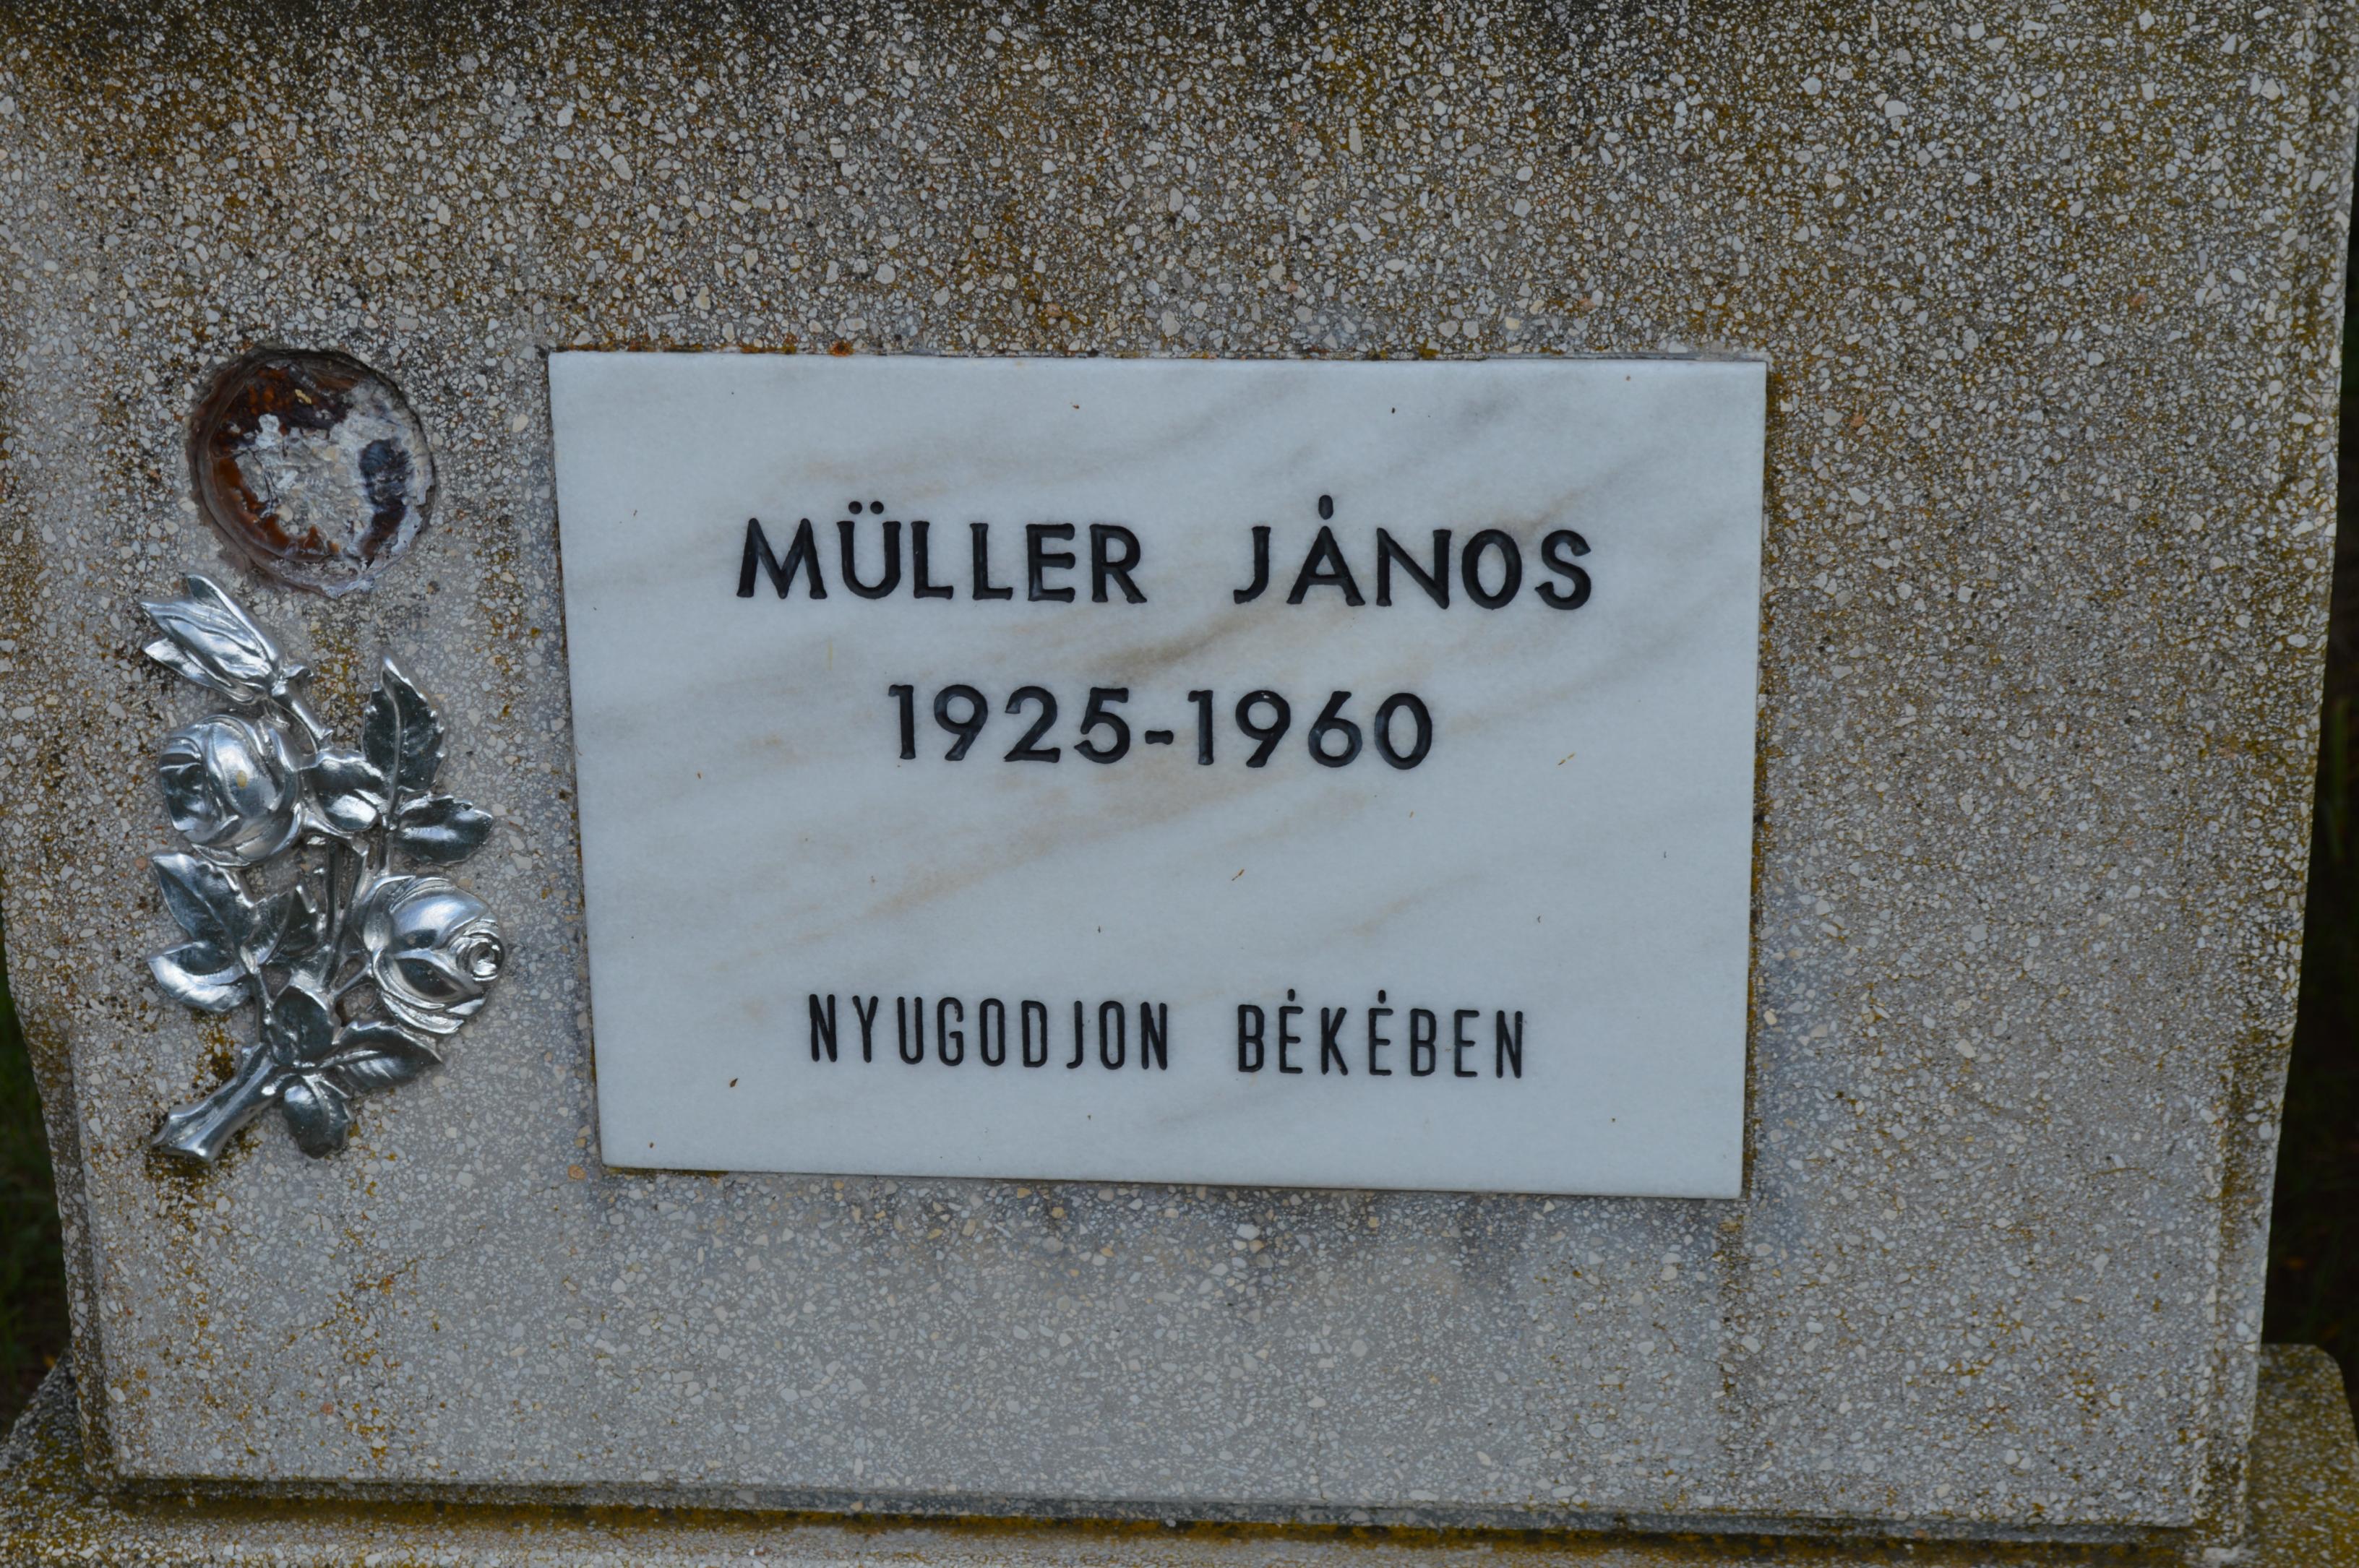 MÜLLER JÁNOS
1925-1960
NYUGODJON BÉKÉBEN